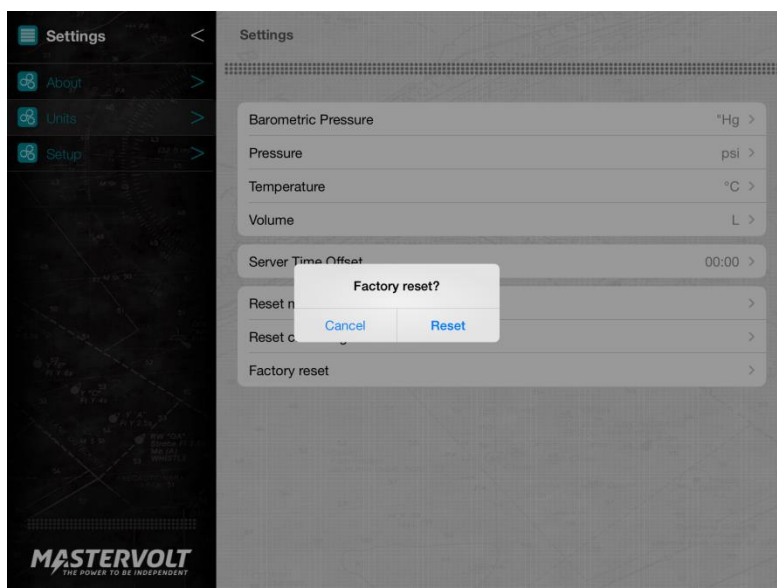 Settings <
About >
Units >
Setup >
MASTERVOLT
THE POWER TO BE INDEPENDENT
Settings
Barometric Pressure "Hg >
Pressure psi >
Temperature °C >
Volume L >
Server Time Offset 00:00 >
Reset >
Reset >
Factory reset >
Factory reset?
Cancel Reset